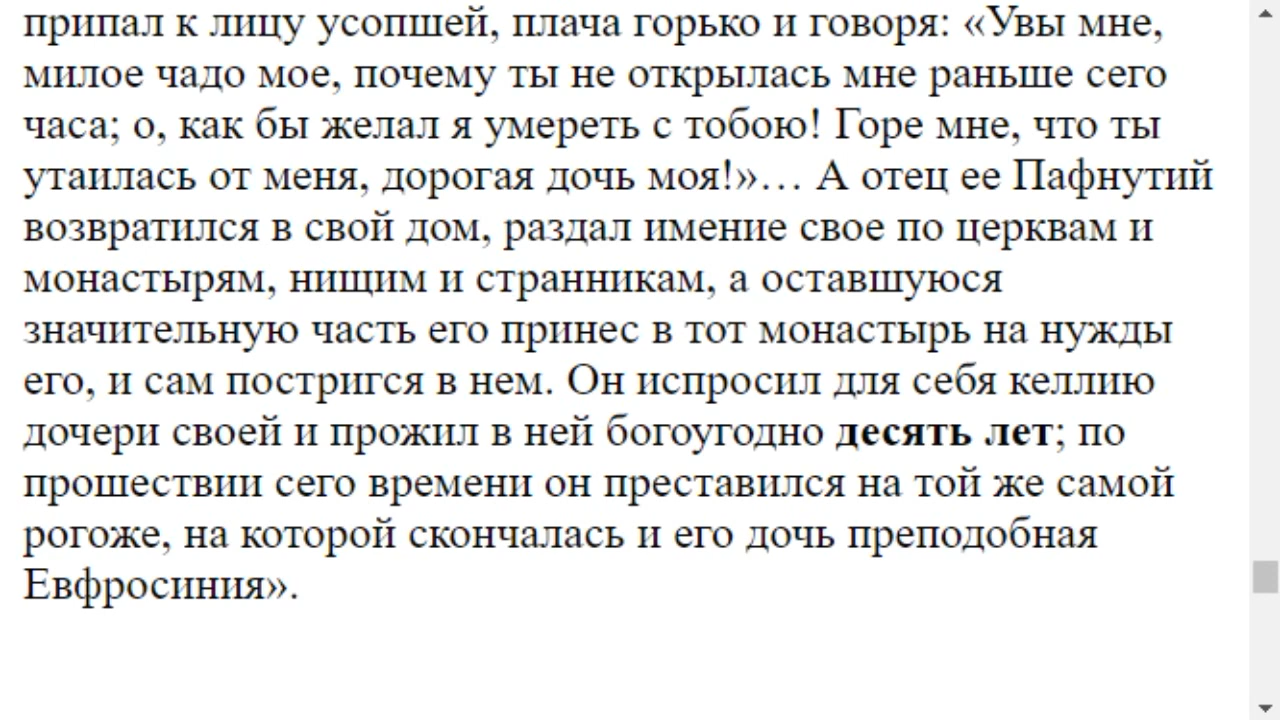 припал к лицу усопшей, плача горько и говоря: «Увы мне,
милое чадо мое, почему ты не открылась мне раньше сего
часа; о, как бы желал я умереть с тобою! Горе мне, что ты
утаилась от меня, дорогая дочь моя!»… А отец ее Пафнутий
возвратился в свой дом, раздал имение свое по церквам и
монастырям, нищим и странникам, а оставшуюся
значительную часть его принес в тот монастырь на нужды
его, и сам постригся в нем. Он испросил для себя келлию
дочери своей и прожил в ней богоугодно десять лет; по
прошествии сего времени он преставился на той же самой
рогоже, на которой скончалась и его дочь преподобная
Евфросиния».